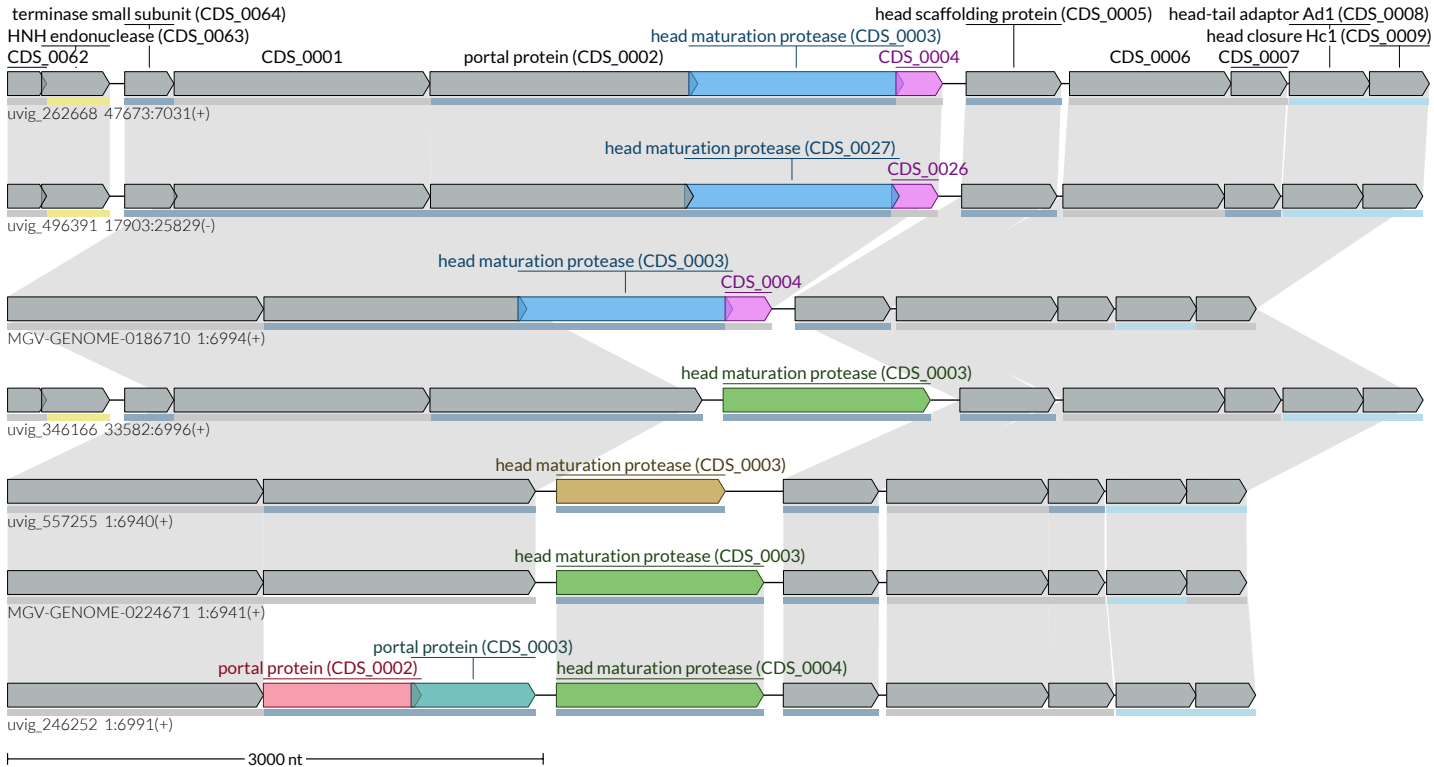 terminase small subunit (CDS_0064) head scaffolding protein (CDS_0005) head-tail adaptor Ad1 (CDS_0008)
HNH endonuclease (CDS_0063) head maturation protease (CDS_0003) head closure Hc1 (CDS_0009)
CDS_0062 CDS_0001 portal protein (CDS_0002) CDS_0004 CDS_0006 CDS_0007
uvig_262668 47673:7031(+)
head maturation protease (CDS_0027)
CDS_0026
uvig_496391 17903:25829(-)
head maturation protease (CDS_0003)
CDS_0004
MGV-GENOME-0186710 1:6994(+)
head maturation protease (CDS_0003)
uvig_346166 33582:6996(+)
head maturation protease (CDS_0003)
uvig_557255 1:6940(+)
head maturation protease (CDS_0003)
MGV-GENOME-0224671 1:6941(+)
portal protein (CDS_0003)
portal protein (CDS_0002) head maturation protease (CDS_0004)
uvig_246252 1:6991(+)
3000 nt